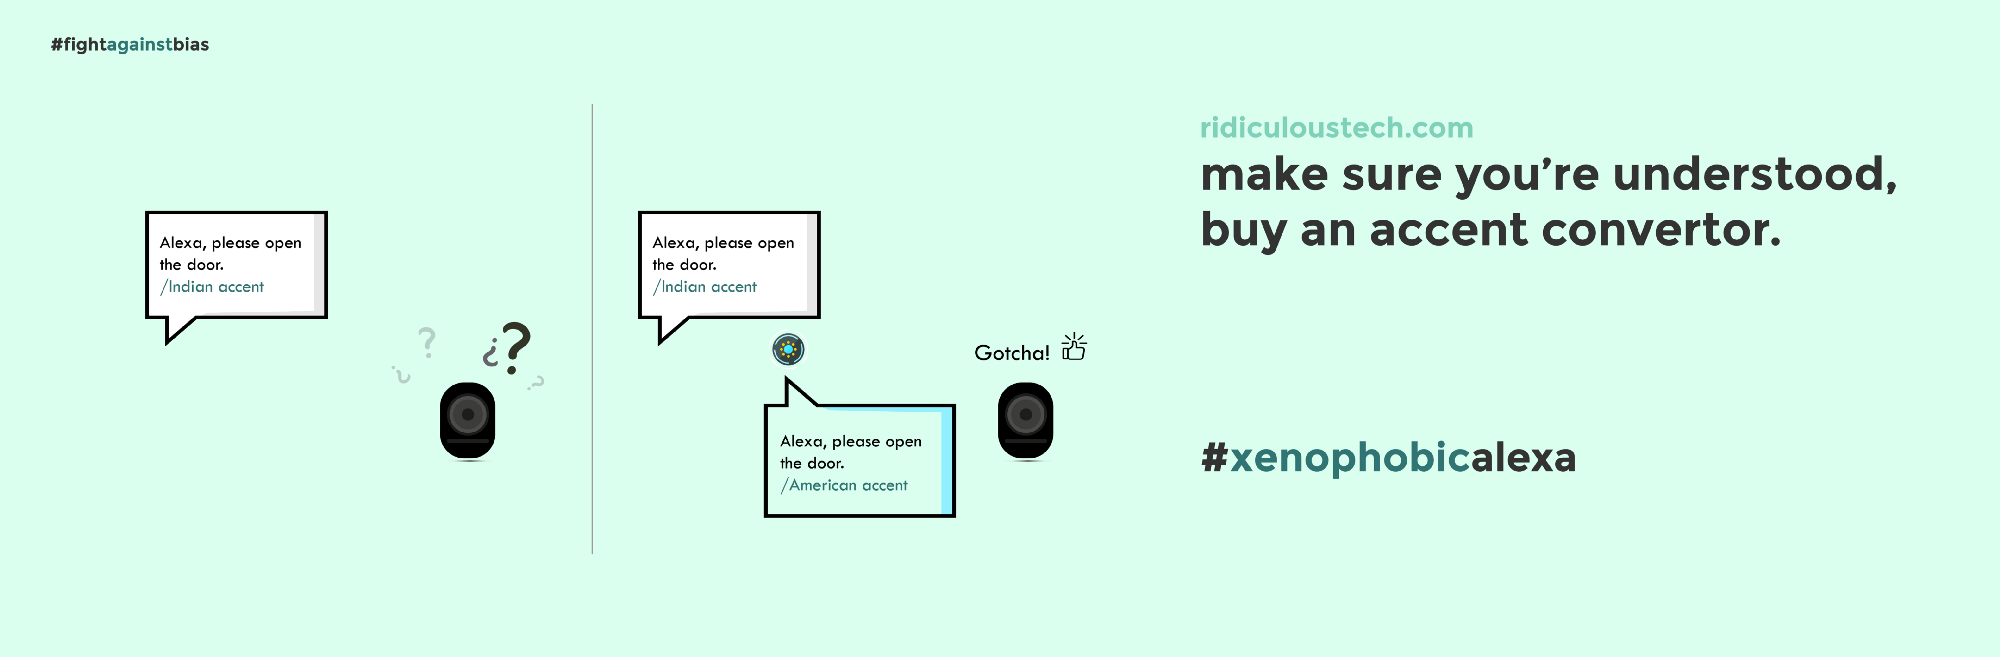 #fightagainstbias
Alexa, please open
the door.
/Indian accent
? ? ¿ ? ?
Alexa, please open
the door.
/Indian accent
Gotcha!
Alexa, please open
the door.
/American accent
ridiculoustech.com
make sure you’re understood,
buy an accent convertor.
#xenophobicalexa